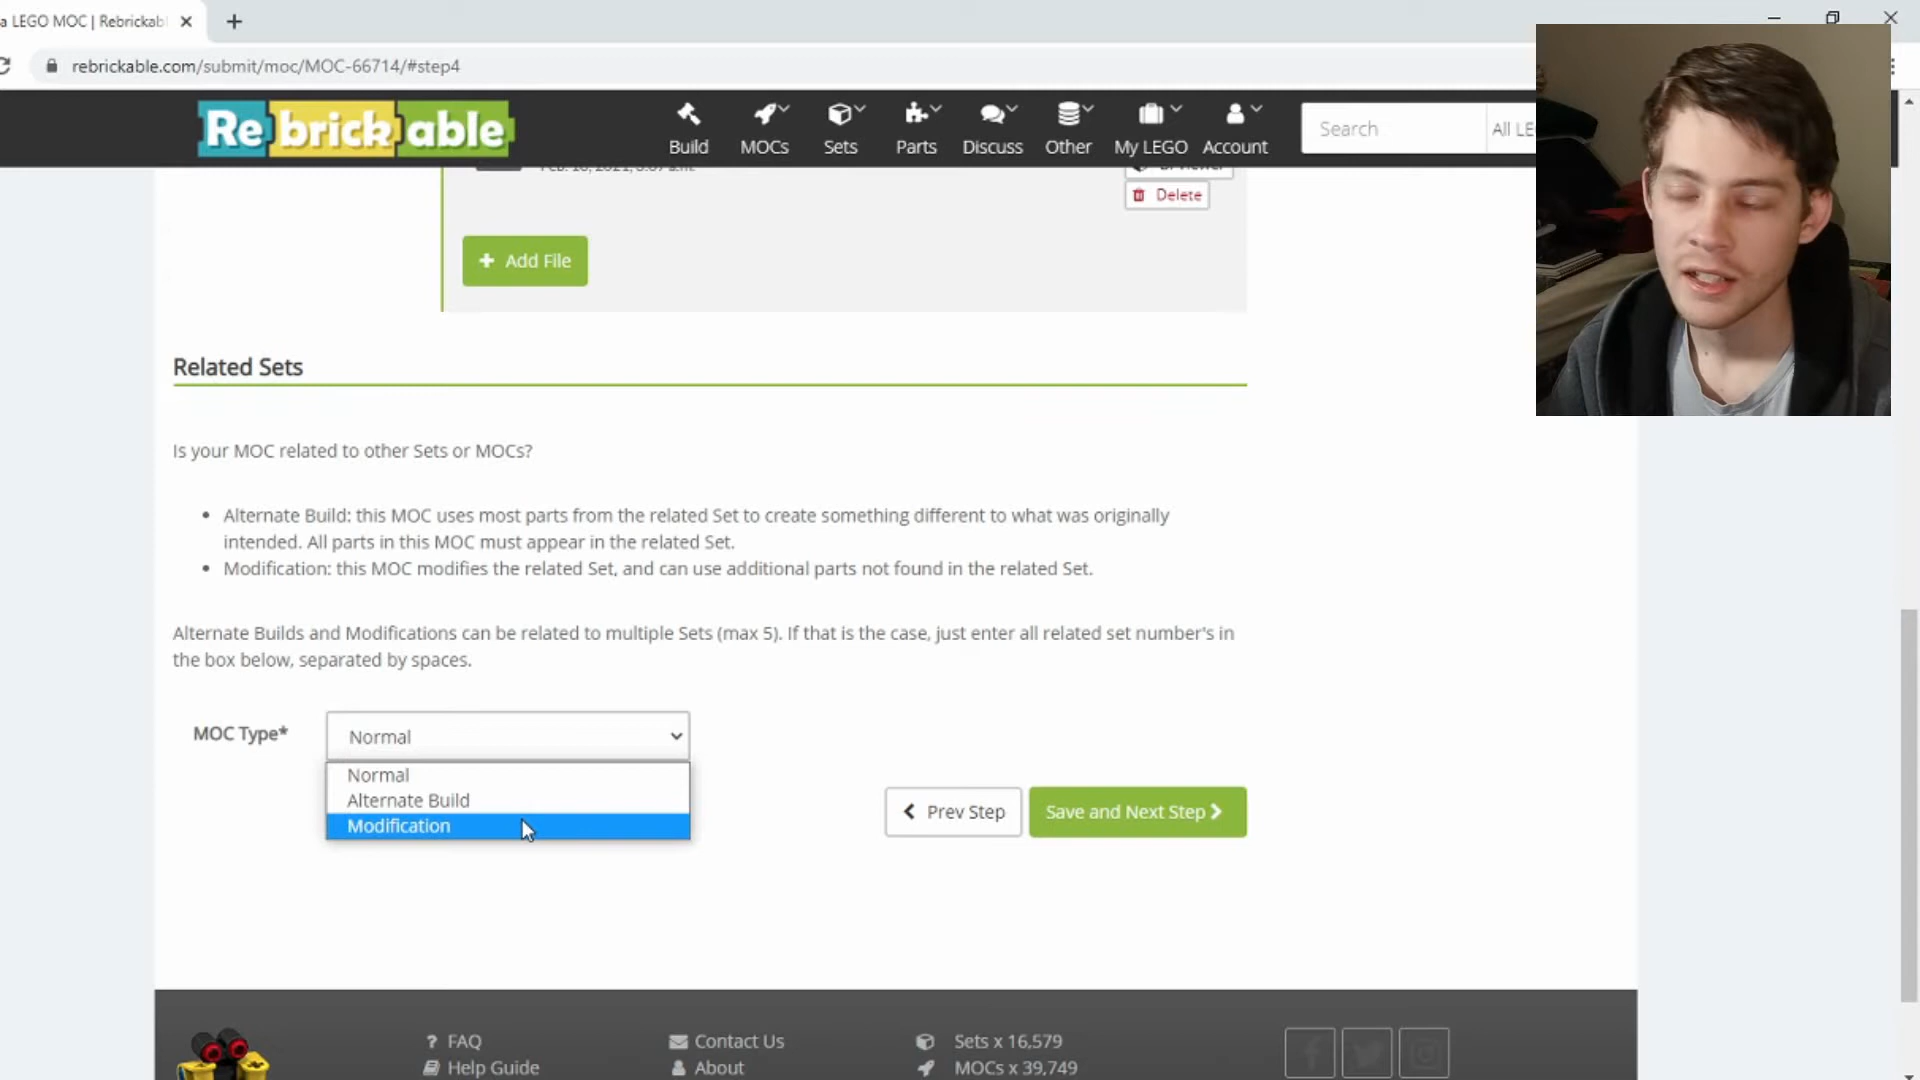 a LEGO MOC | Rebrickab
rebrickable.com/submit/moc/MOC-66714/#step4
Rebrickable
Build
MOCs
Sets
Parts
Discuss
Other
My LEGO
Account
Search
All LE
Delete
+ Add File
Related Sets
Is your MOC related to other Sets or MOCs?
• Alternate Build: this MOC uses most parts from the related Set to create something different to what was originally
intended. All parts in this MOC must appear in the related Set.
• Modification: this MOC modifies the related Set, and can use additional parts not found in the related Set.
Alternate Builds and Modifications can be related to multiple Sets (max 5). If that is the case, just enter all related set number's in
the box below, separated by spaces.
MOC Type*
Normal
Normal
Alternate Build
Modification
Prev Step
Save and Next Step
? FAQ
Contact Us
Sets x 16,579
Help Guide
About
MOCs x 39,749